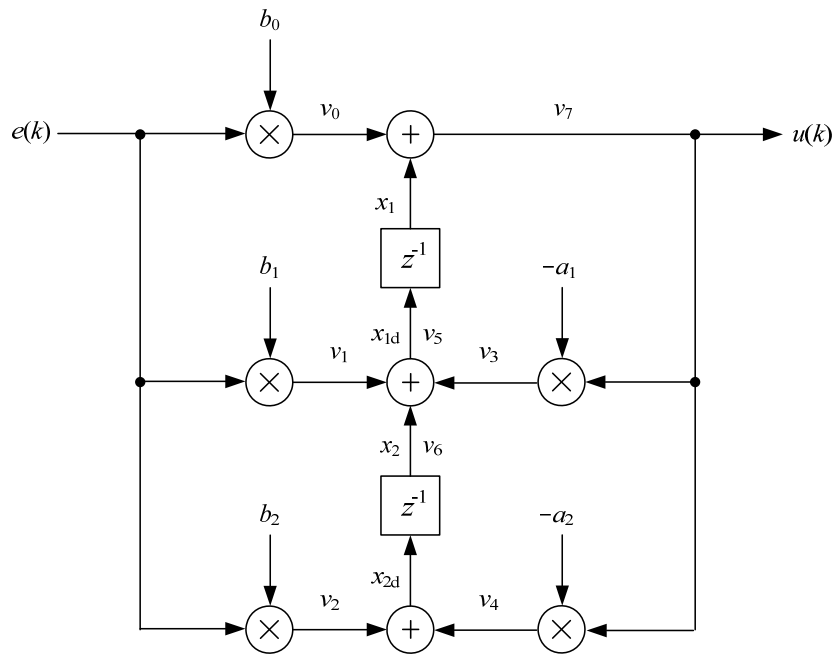 b₀
e(k) × v₀ + v₇ u(k)
x₁
z⁻¹
b₁ −a₁
x₁d v₅
v₁ v₃
× + ×
x₂ v₆
z⁻¹
b₂ −a₂
x₂d
v₂ v₄
× + ×